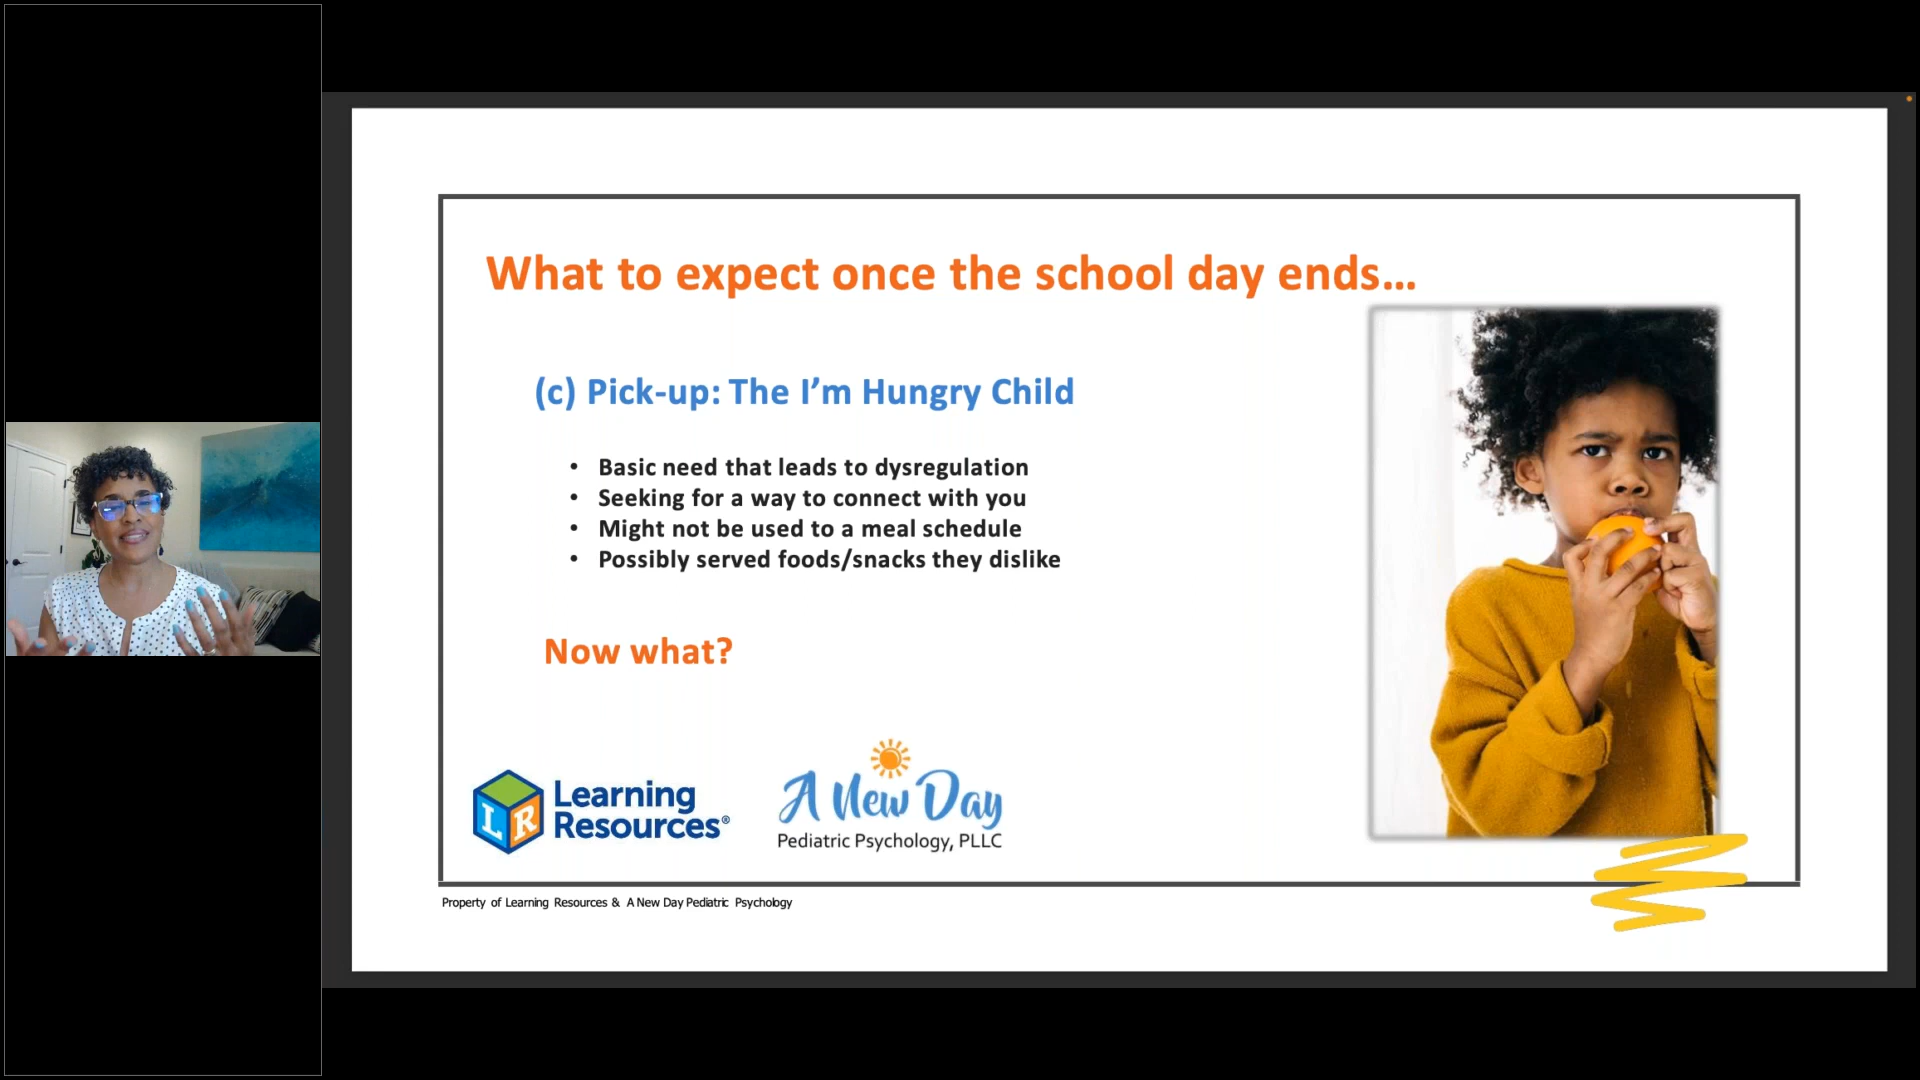 What to expect once the school day ends...
(c) Pick-up: The I’m Hungry Child
• Basic need that leads to dysregulation
• Seeking for a way to connect with you
• Might not be used to a meal schedule
• Possibly served foods/snacks they dislike
Now what?
LR
Learning
Resources®
A New Day
Pediatric Psychology, PLLC
Property of Learning Resources & A New Day Pediatric Psychology